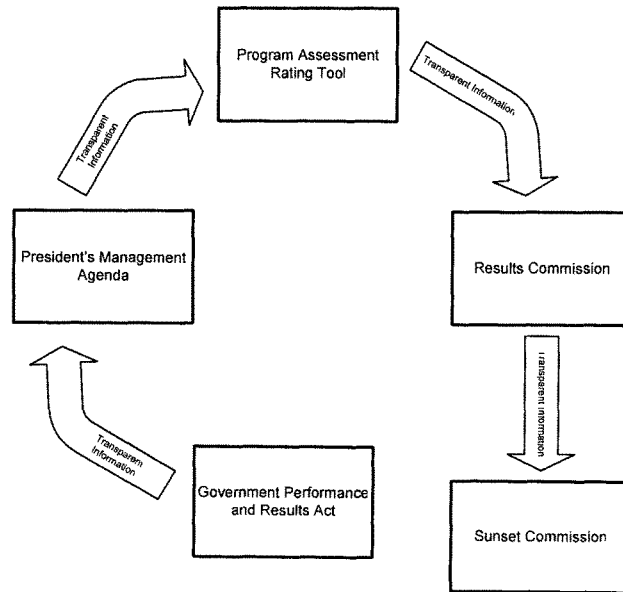 Program Assessment
Rating Tool
Transparent Information
Transparent
Information
President's Management
Agenda
Results Commission
Transparent Information
Transparent
Information
Government Performance
and Results Act
Sunset Commission